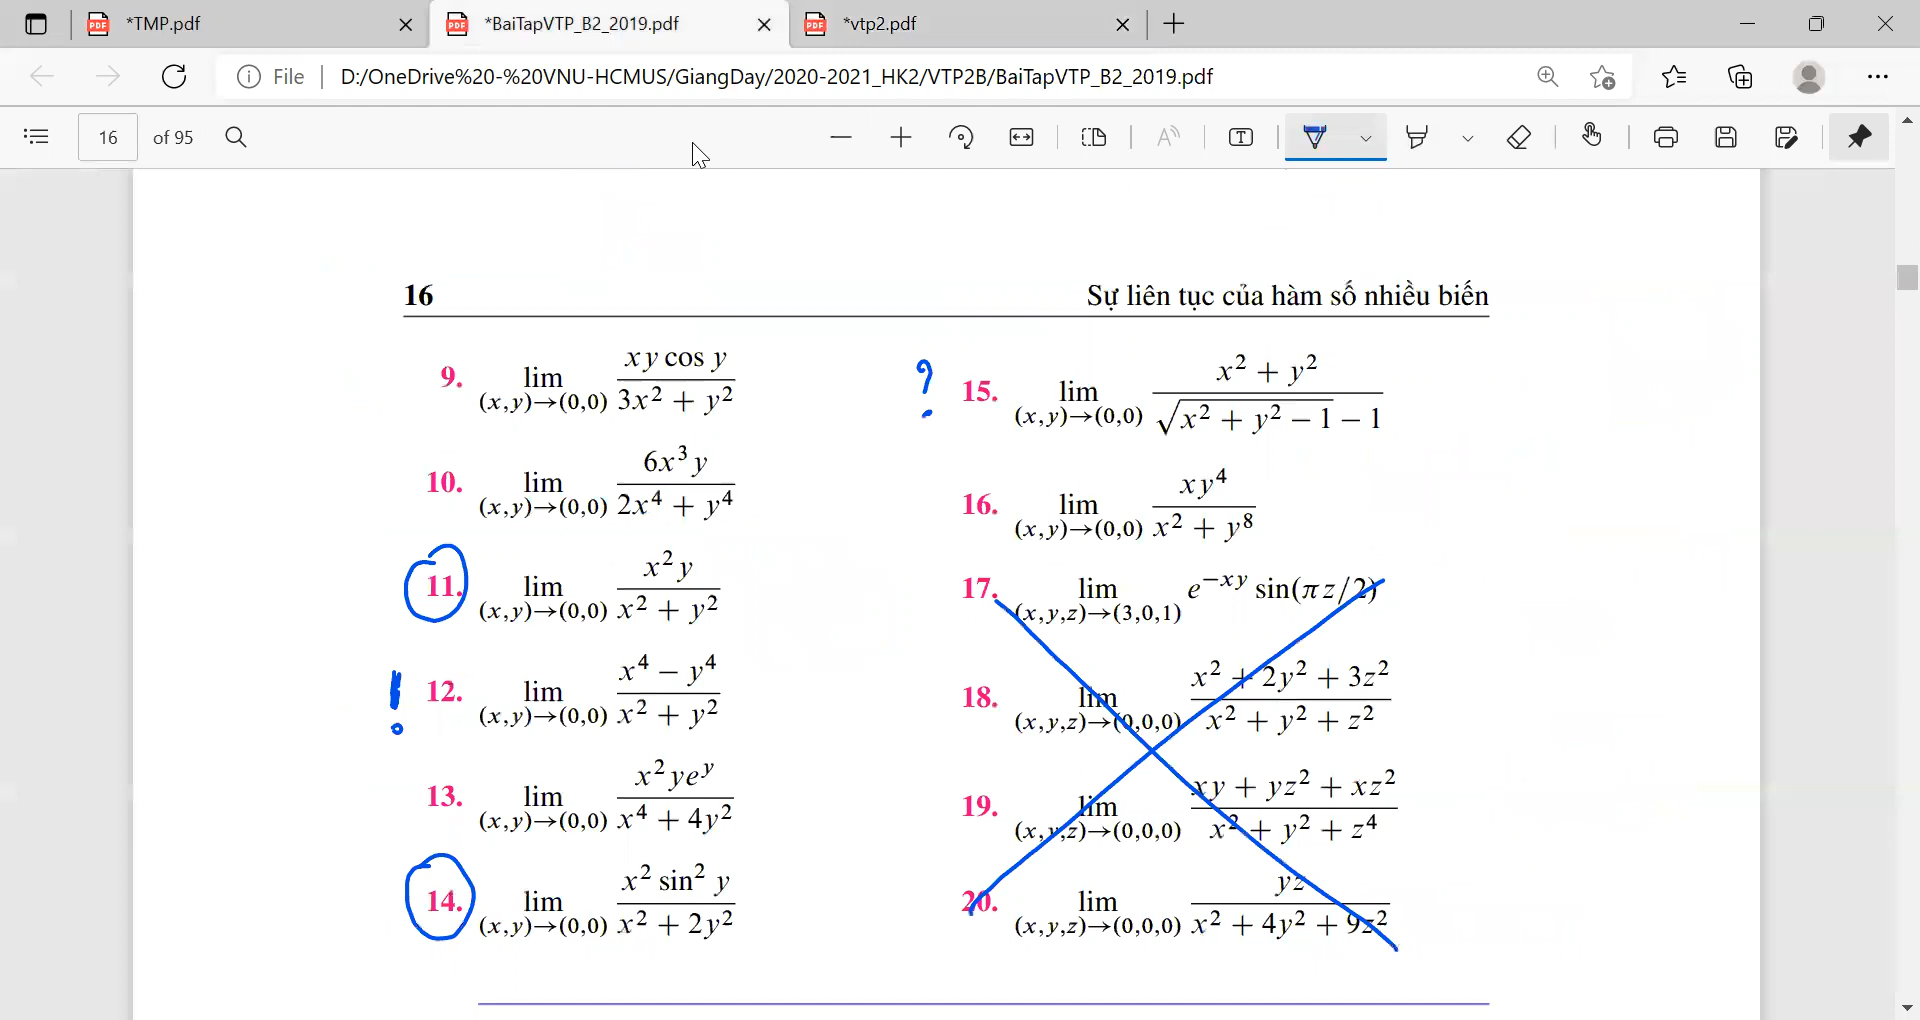 *TMP.pdf
*BaiTapVTP_B2_2019.pdf
*vtp2.pdf
File
D:/OneDrive%20-%20VNU-HCMUS/GiangDay/2020-2021_HK2/VTP2B/BaiTapVTP_B2_2019.pdf
16 of 95
16
Sự liên tục của hàm số nhiều biến
9. lim (x,y)→(0,0) xy cos y / 3x² + y²
10. lim (x,y)→(0,0) 6x³y / 2x⁴ + y⁴
11. lim (x,y)→(0,0) x²y / x² + y²
! 12. lim (x,y)→(0,0) x⁴ − y⁴ / x² + y²
13. lim (x,y)→(0,0) x²ye^y / x⁴ + 4y²
14. lim (x,y)→(0,0) x² sin² y / x² + 2y²
? 15. lim (x,y)→(0,0) x² + y² / √(x² + y² − 1) − 1
16. lim (x,y)→(0,0) xy⁴ / x² + y⁸
17. lim (x,y,z)→(3,0,1) e^−xy sin(πz/2)
18. lim (x,y,z)→(0,0,0) x² + 2y² + 3z² / x² + y² + z²
19. lim (x,y,z)→(0,0,0) xy + yz² + xz² / x² + y² + z⁴
20. lim (x,y,z)→(0,0,0) yz / x² + 4y² + 9z²